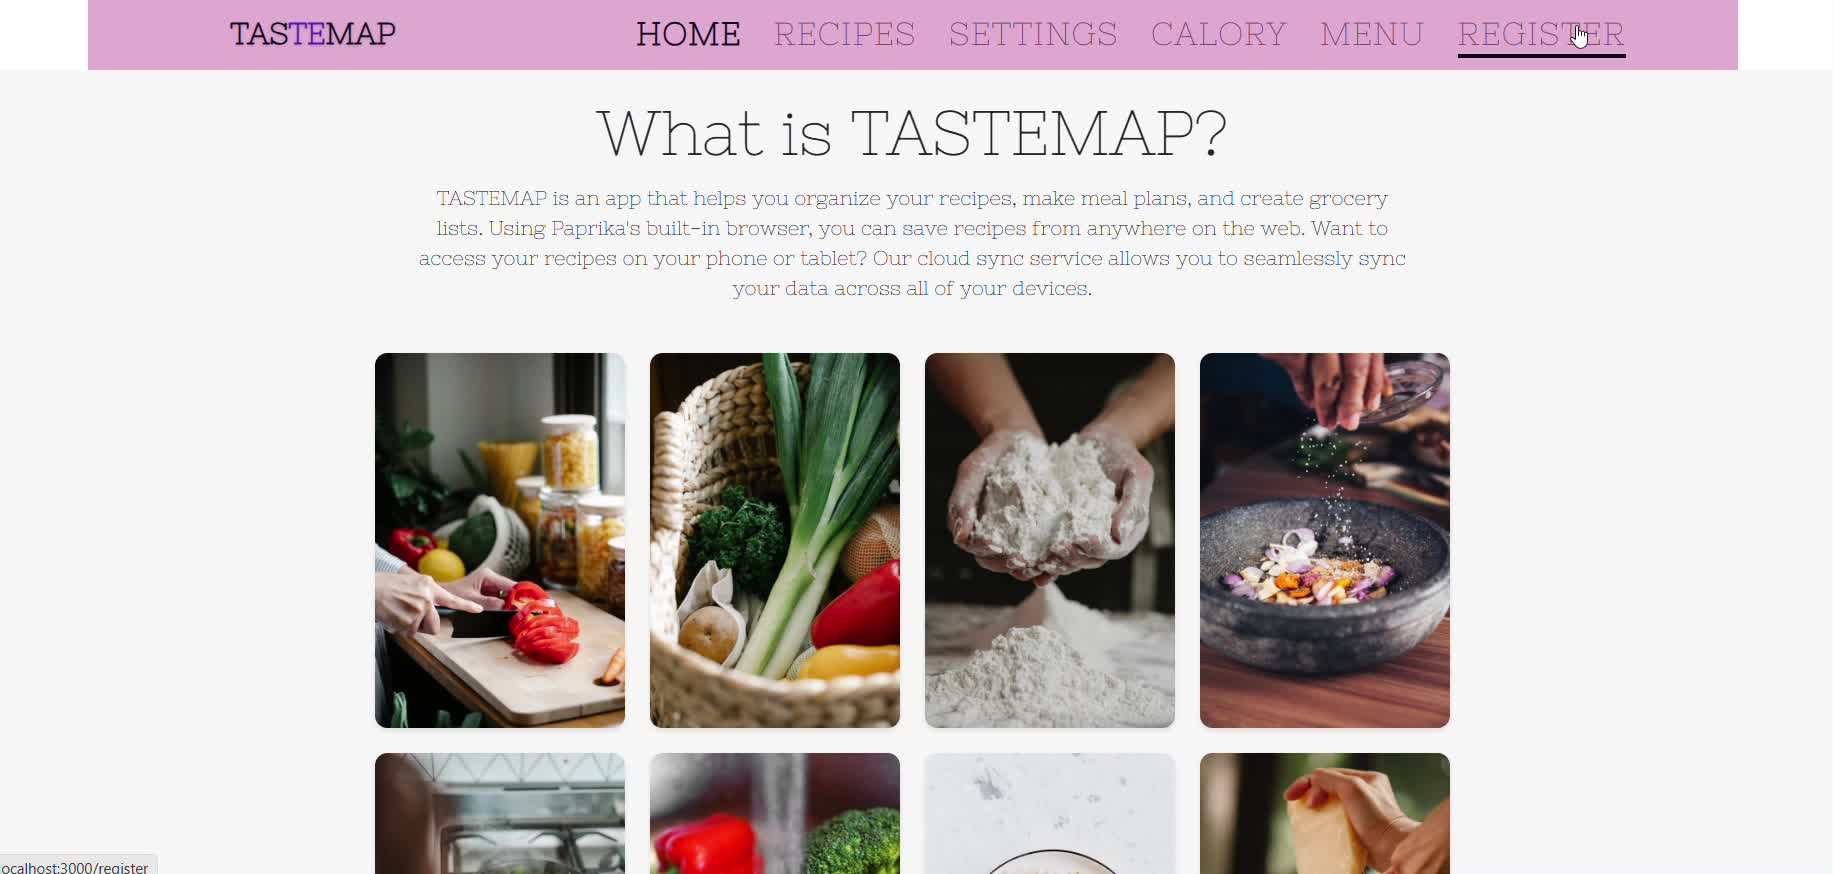 TASTEMAP HOME RECIPES SETTINGS CALORY MENU REGISTER
What is TASTEMAP?
TASTEMAP is an app that helps you organize your recipes, make meal plans, and create grocery
lists. Using Paprika's built-in browser, you can save recipes from anywhere on the web. Want to
access your recipes on your phone or tablet? Our cloud sync service allows you to seamlessly sync
your data across all of your devices.
ocalhost:3000/register